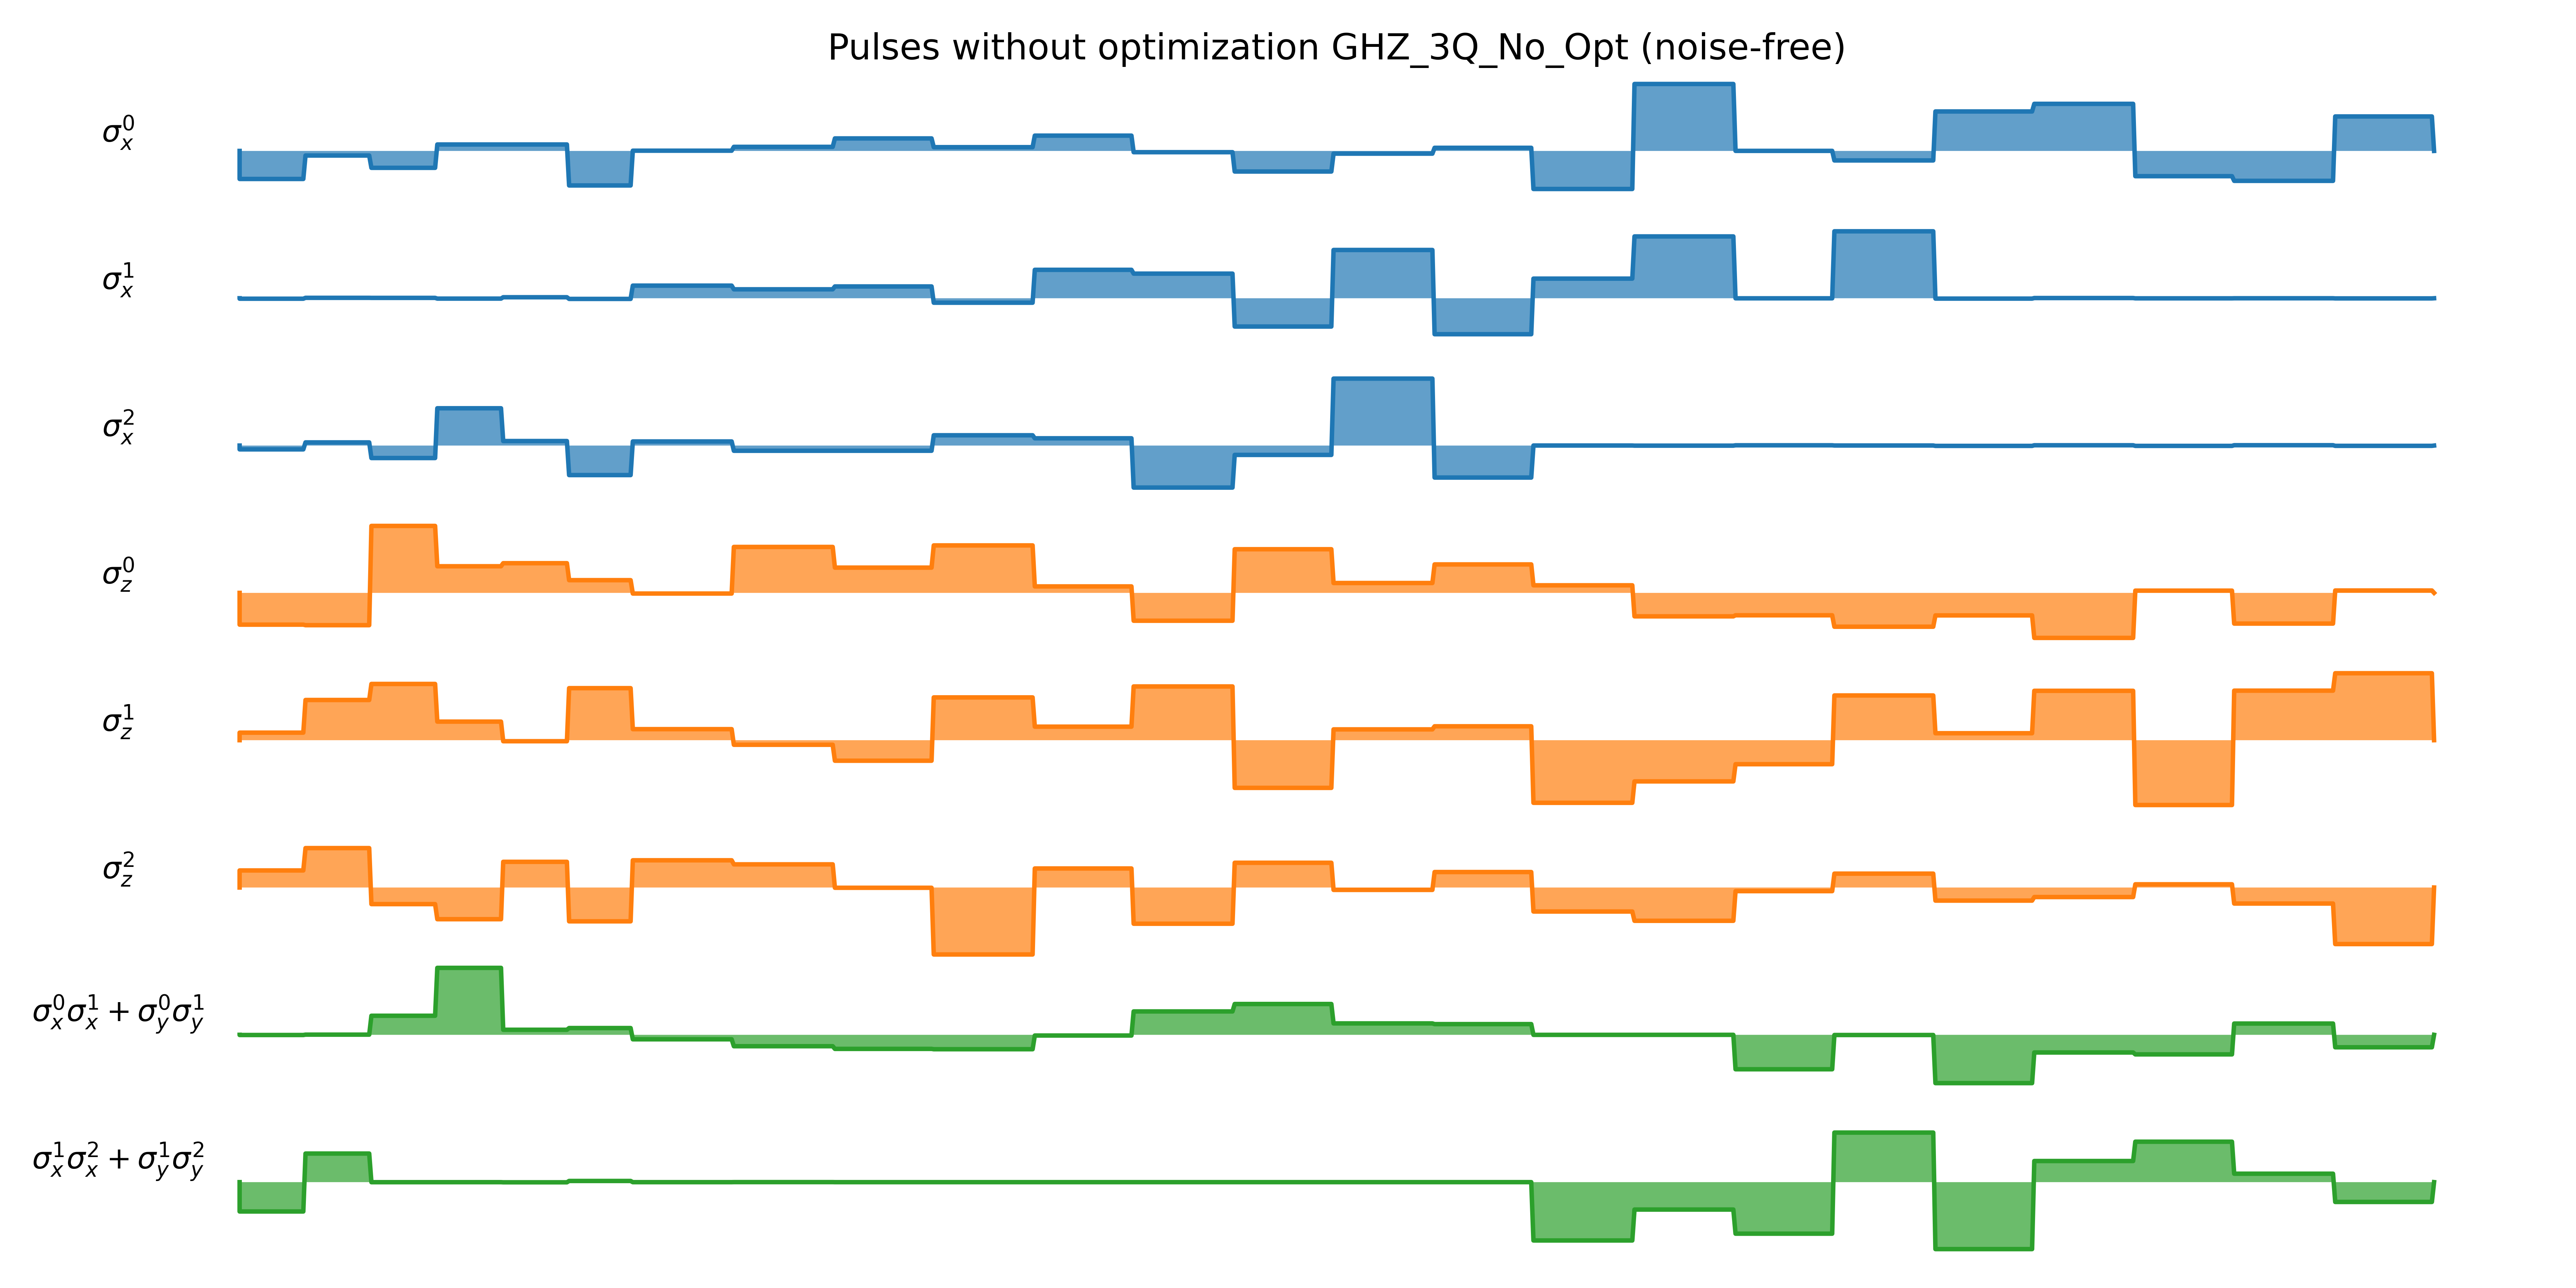 Pulses without optimization GHZ_3Q_No_Opt (noise-free)
σ_x^0
σ_x^1
σ_x^2
σ_z^0
σ_z^1
σ_z^2
σ_x^0σ_x^1 + σ_y^0σ_y^1
σ_x^1σ_x^2 + σ_y^1σ_y^2